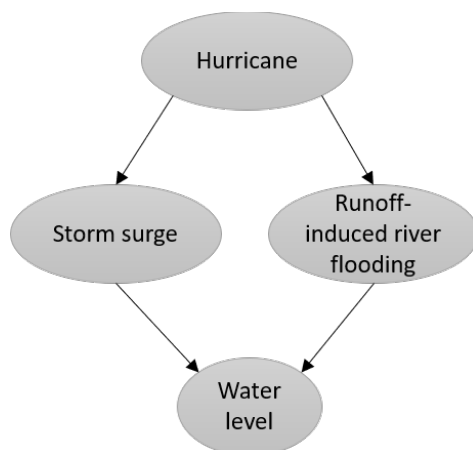 Hurricane
Storm surge
Runoff-
induced river
flooding
Water
level